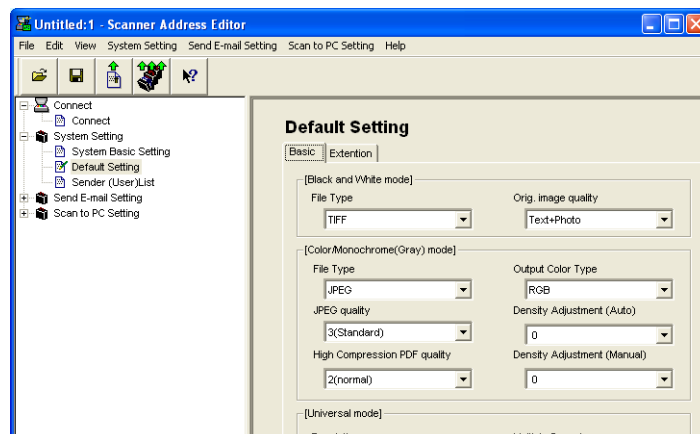 Untitled:1 - Scanner Address Editor
File Edit View System Setting Send E-mail Setting Scan to PC Setting Help
Connect
Connect
System Setting
System Basic Setting
Default Setting
Sender (User)List
Send E-mail Setting
Scan to PC Setting
Default Setting
Basic Extention
[Black and White mode]
File Type Orig. image quality
TIFF Text+Photo
[Color/Monochrome(Gray) mode]
File Type Output Color Type
JPEG RGB
JPEG quality Density Adjustment (Auto)
3(Standard) 0
High Compression PDF quality Density Adjustment (Manual)
2(normal) 0
[Universal mode]